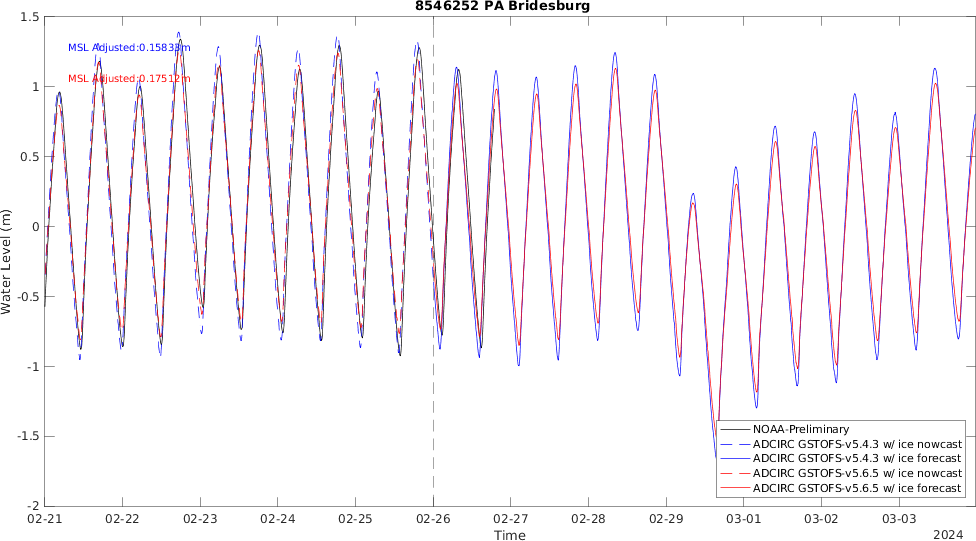 8546252 PA Bridesburg
MSL Adjusted:0.15833m
MSL Adjusted:0.17512m
Water Level (m)
1.5
1
0.5
0
-0.5
-1
-1.5
-2
NOAA-Preliminary
ADCIRC GSTOFS-v5.4.3 w/ ice nowcast
ADCIRC GSTOFS-v5.4.3 w/ ice forecast
ADCIRC GSTOFS-v5.6.5 w/ ice nowcast
ADCIRC GSTOFS-v5.6.5 w/ ice forecast
02-21 02-22 02-23 02-24 02-25 02-26 02-27 02-28 02-29 03-01 03-02 03-03
Time
2024